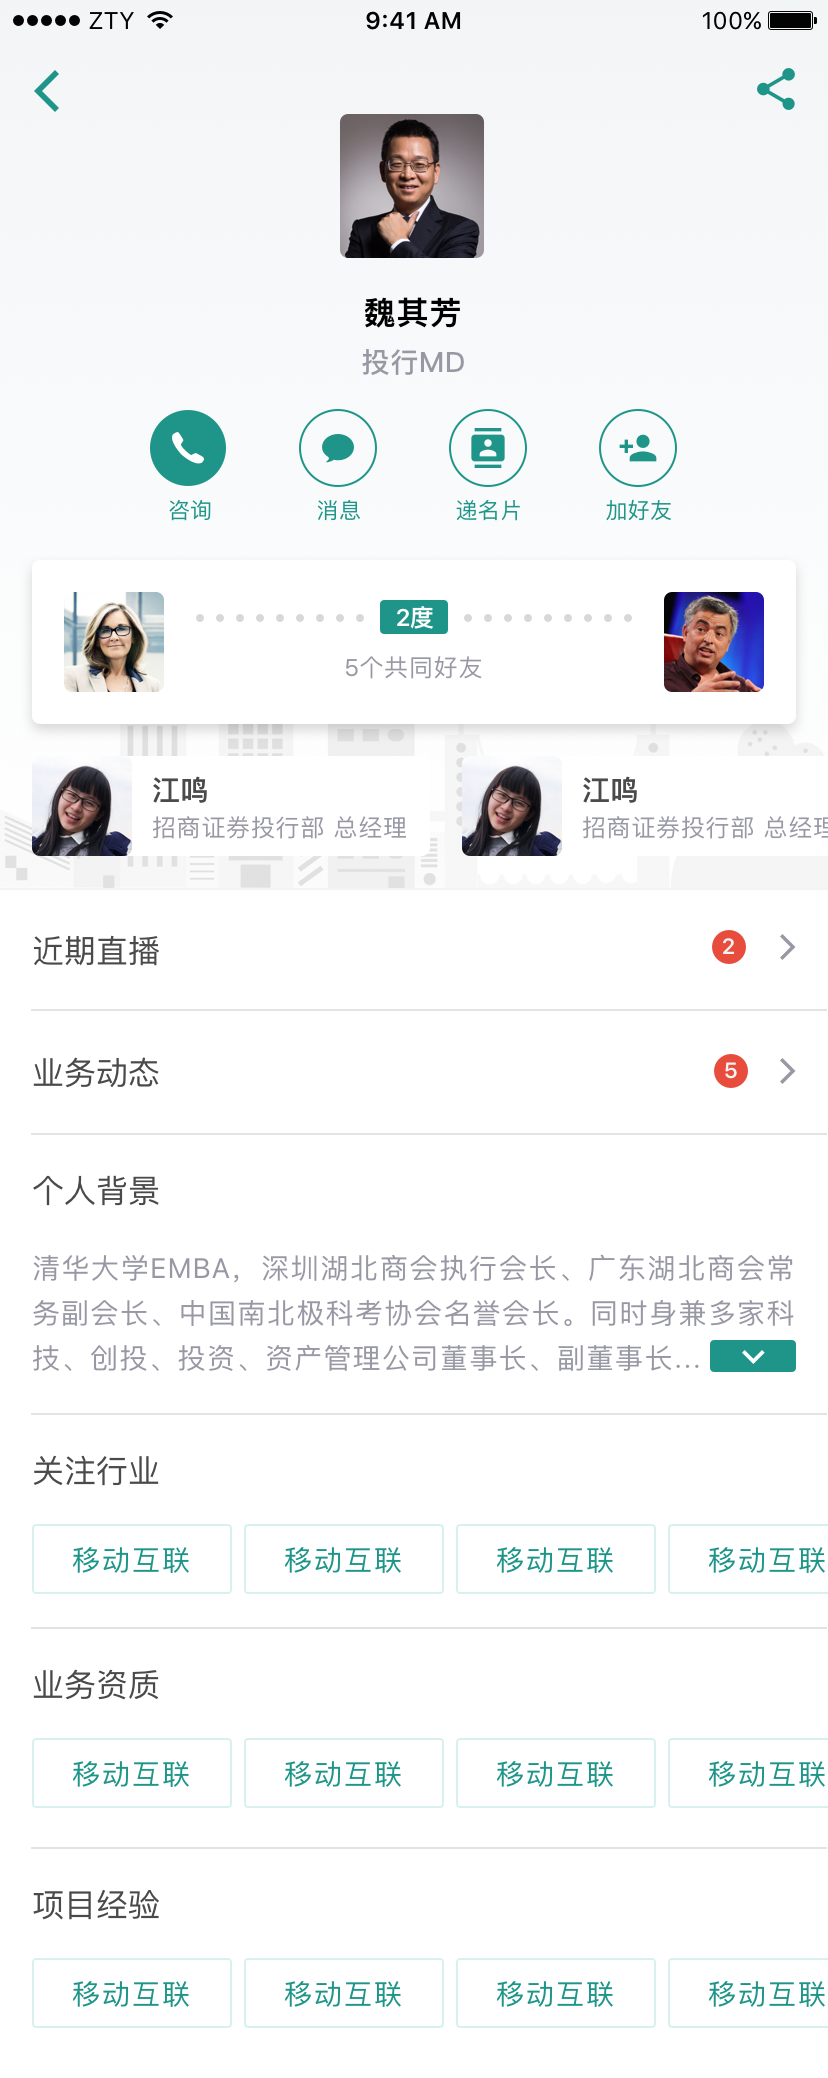 ZTY 9:41 AM 100%
魏其芳
投行MD
咨询 消息 递名片 加好友
2度
5个共同好友
江鸣 江鸣
招商证券投行部 总经理 招商证券投行部 总经理
近期直播 2
业务动态 5
个人背景
清华大学EMBA，深圳湖北商会执行会长、广东湖北商会常
务副会长、中国南北极科考协会名誉会长。同时身兼多家科
技、创投、投资、资产管理公司董事长、副董事长...
关注行业
移动互联 移动互联 移动互联 移动互联
业务资质
移动互联 移动互联 移动互联 移动互联
项目经验
移动互联 移动互联 移动互联 移动互联